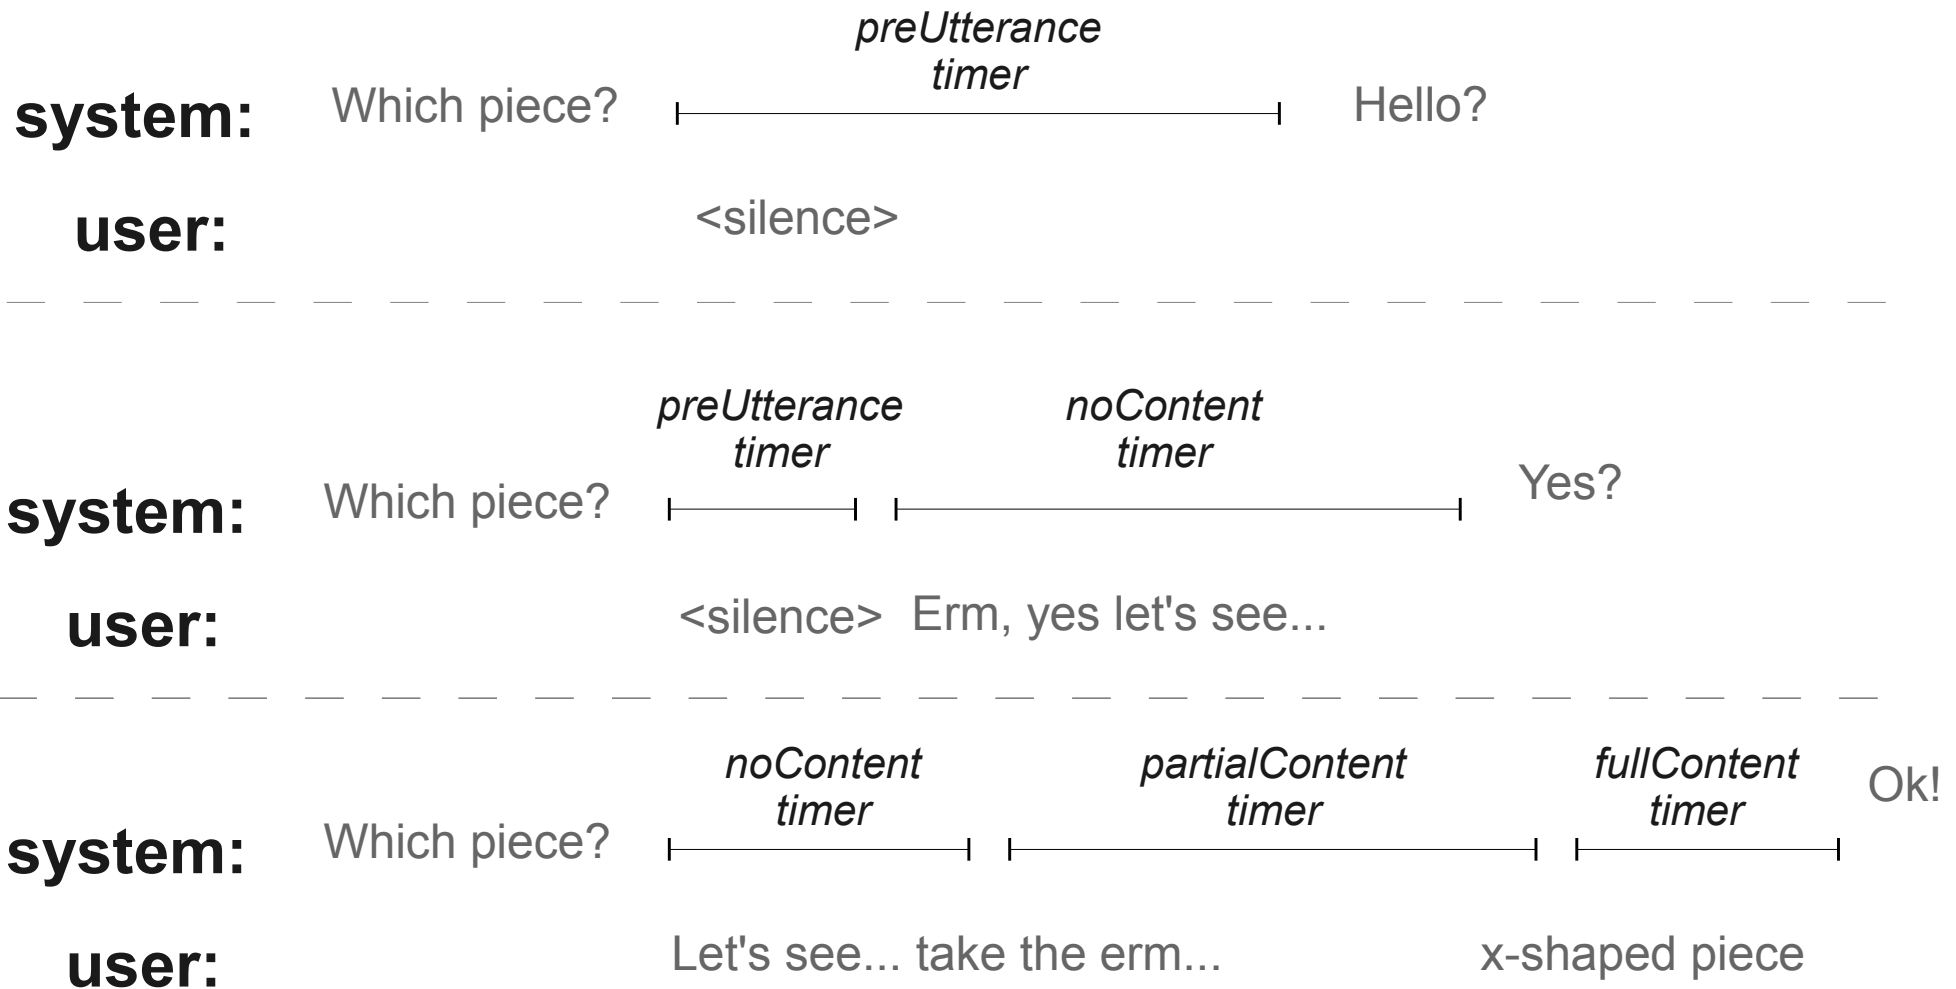 preUtterance
timer
system: Which piece? Hello?
user: <silence>
preUtterance noContent
timer timer
system: Which piece? Yes?
user: <silence> Erm, yes let's see...
noContent partialContent fullContent
timer timer timer
system: Which piece? Ok!
user: Let's see... take the erm... x-shaped piece